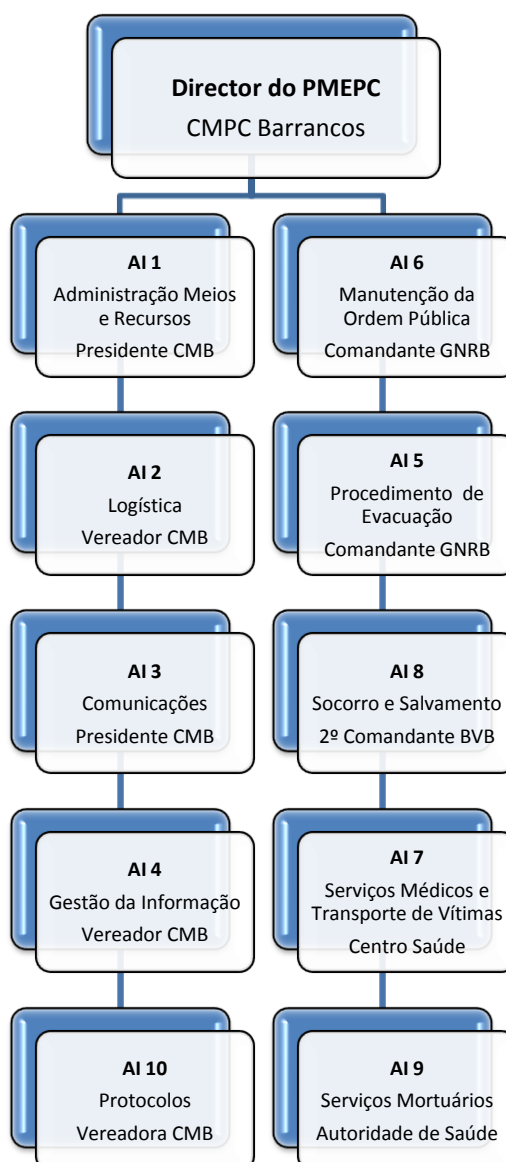 Director do PMEPC
CMPC Barrancos
AI 1
Administração Meios
e Recursos
Presidente CMB
AI 2
Logística
Vereador CMB
AI 3
Comunicações
Presidente CMB
AI 4
Gestão da Informação
Vereador CMB
AI 10
Protocolos
Vereadora CMB
AI 6
Manutenção da
Ordem Pública
Comandante GNRB
AI 5
Procedimento de
Evacuação
Comandante GNRB
AI 8
Socorro e Salvamento
2º Comandante BVB
AI 7
Serviços Médicos e
Transporte de Vítimas
Centro Saúde
AI 9
Serviços Mortuários
Autoridade de Saúde